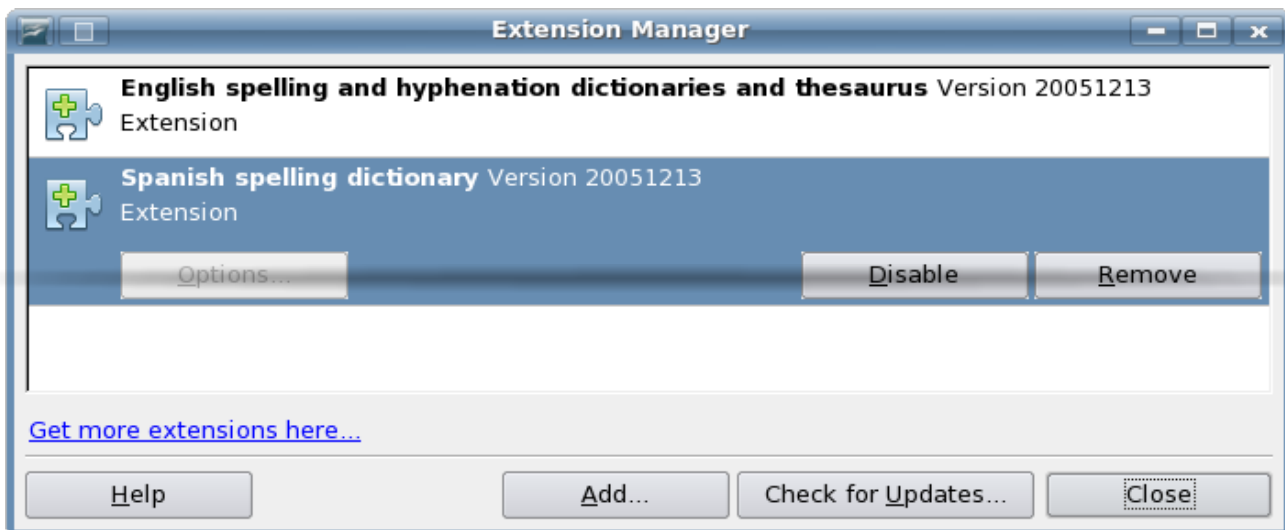 Extension Manager
English spelling and hyphenation dictionaries and thesaurus Version 20051213
Extension
Spanish spelling dictionary Version 20051213
Extension
Options... Disable Remove
Get more extensions here...
Help Add... Check for Updates... Close